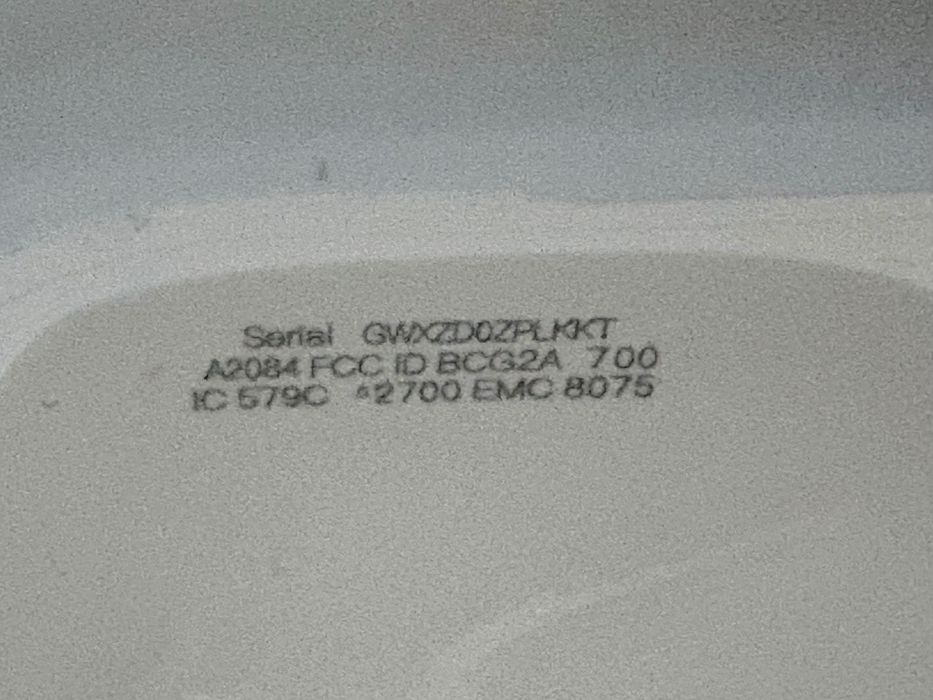 Serial GWXZD0ZPLKKT
A2084 FCC ID BCG2A 700
IC 579C 2700 EMC 8075